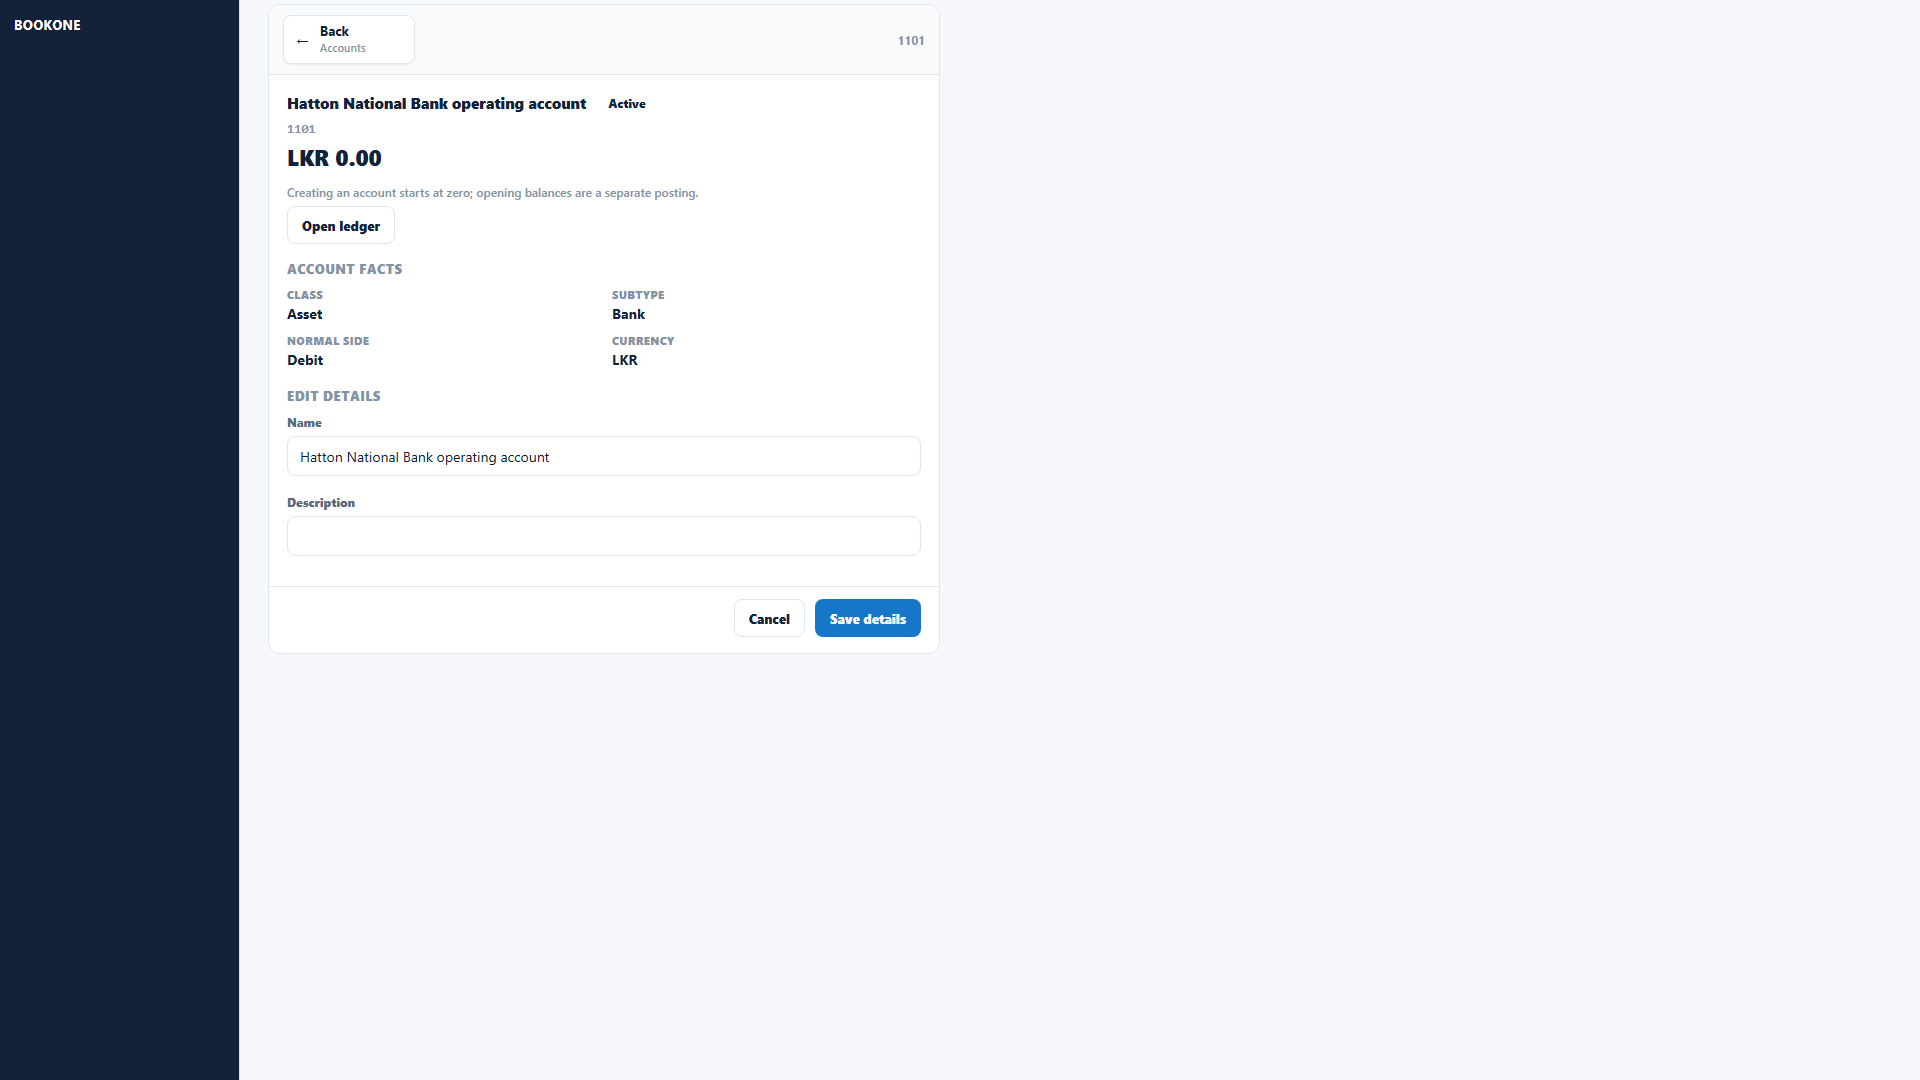 BOOKONE
← Back
Accounts
1101
Hatton National Bank operating account Active
1101
LKR 0.00
Creating an account starts at zero; opening balances are a separate posting.
Open ledger
ACCOUNT FACTS
CLASS SUBTYPE
Asset Bank
NORMAL SIDE CURRENCY
Debit LKR
EDIT DETAILS
Name
Hatton National Bank operating account
Description
Cancel Save details